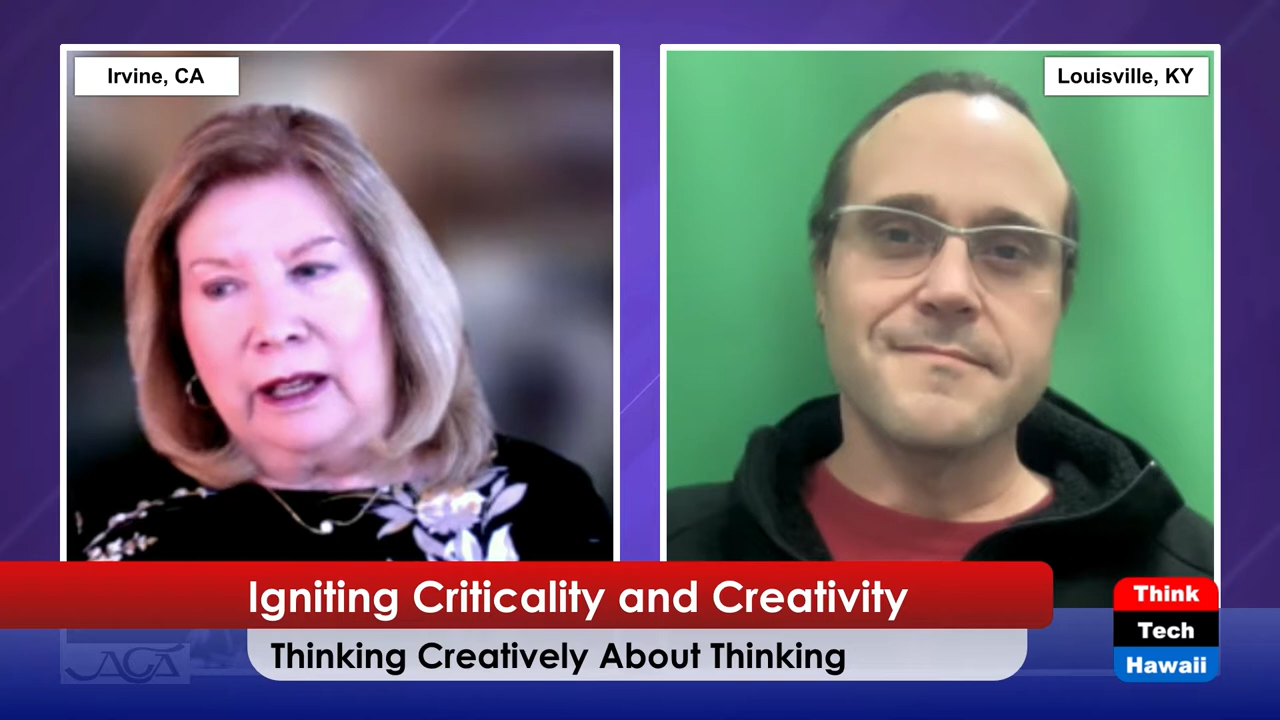 Irvine, CA
Louisville, KY
Igniting Criticality and Creativity
Thinking Creatively About Thinking
Think
Tech
Hawaii